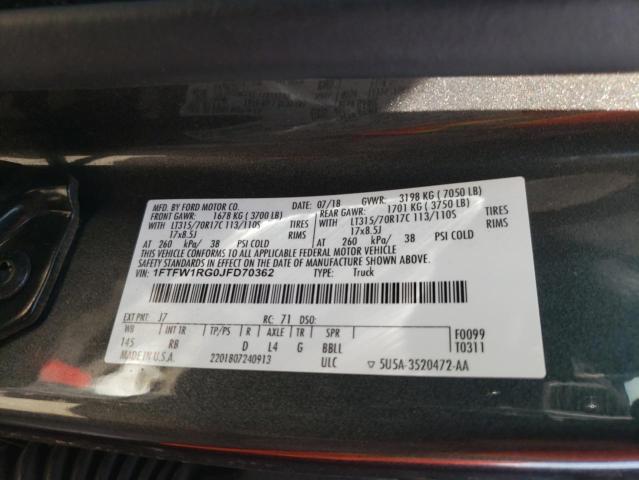 MFD. BY FORD MOTOR CO. 07/18 GVWR: 3198 KG (7050 LB)
FRONT GAWR: 1678 KG (3700 LB) REAR GAWR: 1701 KG (3750 LB)
LT315/70R17C 113/110S TIRES LT315/70R17C 113/110S TIRES
17x8.5J RIMS 17x8.5J RIMS
AT 260 kPa/ 38 PSI COLD AT 260 kPa/ 38 PSI COLD
THIS VEHICLE CONFORMS TO ALL APPLICABLE FEDERAL MOTOR VEHICLE
SAFETY STANDARDS IN EFFECT ON THE DATE OF MANUFACTURE SHOWN ABOVE.
VIN: 1FTFW1RG0JFD70362 TYPE: Truck
EXT PNT: J7 RC: 71 DSO:
WB INT TR TP/PS R AXLE TR SPR F0099
145 RB D L4 G BBLL T0311
MADE IN U.S.A. 2201807240913 ULC ▽5U5A-3520472-AA